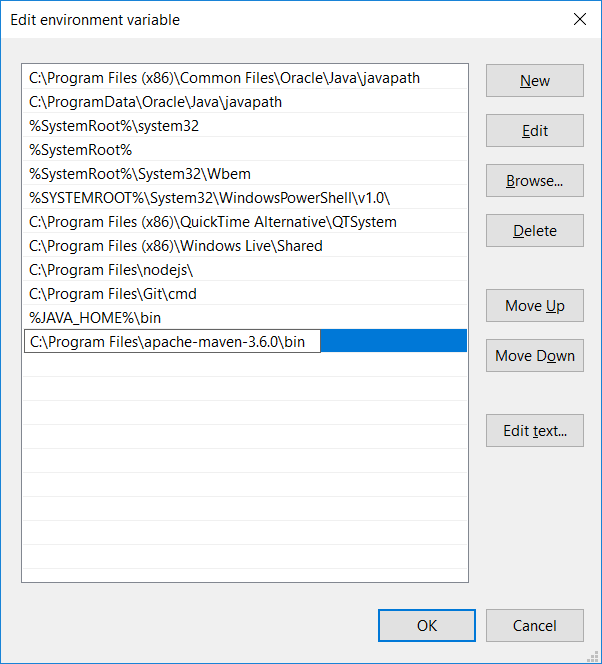 Edit environment variable
C:\Program Files (x86)\Common Files\Oracle\Java\javapath
New
C:\ProgramData\Oracle\Java\javapath
%SystemRoot%\system32
Edit
%SystemRoot%
%SystemRoot%\System32\Wbem
Browse...
%SYSTEMROOT%\System32\WindowsPowerShell\v1.0\
C:\Program Files (x86)\QuickTime Alternative\QTSystem
Delete
C:\Program Files (x86)\Windows Live\Shared
C:\Program Files\nodejs\
C:\Program Files\Git\cmd
Move Up
%JAVA_HOME%\bin
C:\Program Files\apache-maven-3.6.0\bin
Move Down
Edit text...
OK
Cancel